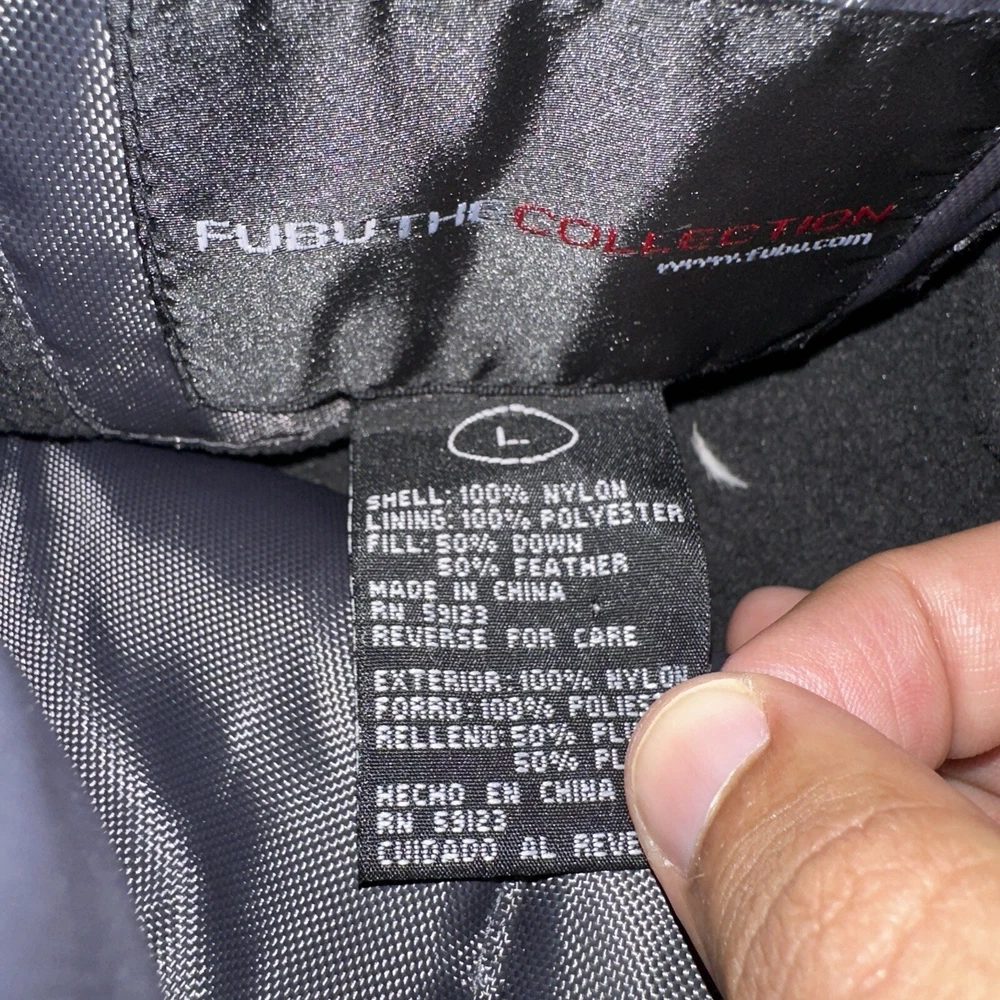 FUBU THE COLLECTION
www.fubu.com
L
SHELL: 100% NYLON
LINING: 100% POLYESTER
FILL: 50% DOWN
50% FEATHER
MADE IN CHINA
RN 53123
REVERSE FOR CARE
EXTERIOR: 100% NYLON
FORRO: 100%
RELLENO: 50%
50%
HECHO EN CHINA
RN 53123
CUIDADO AL